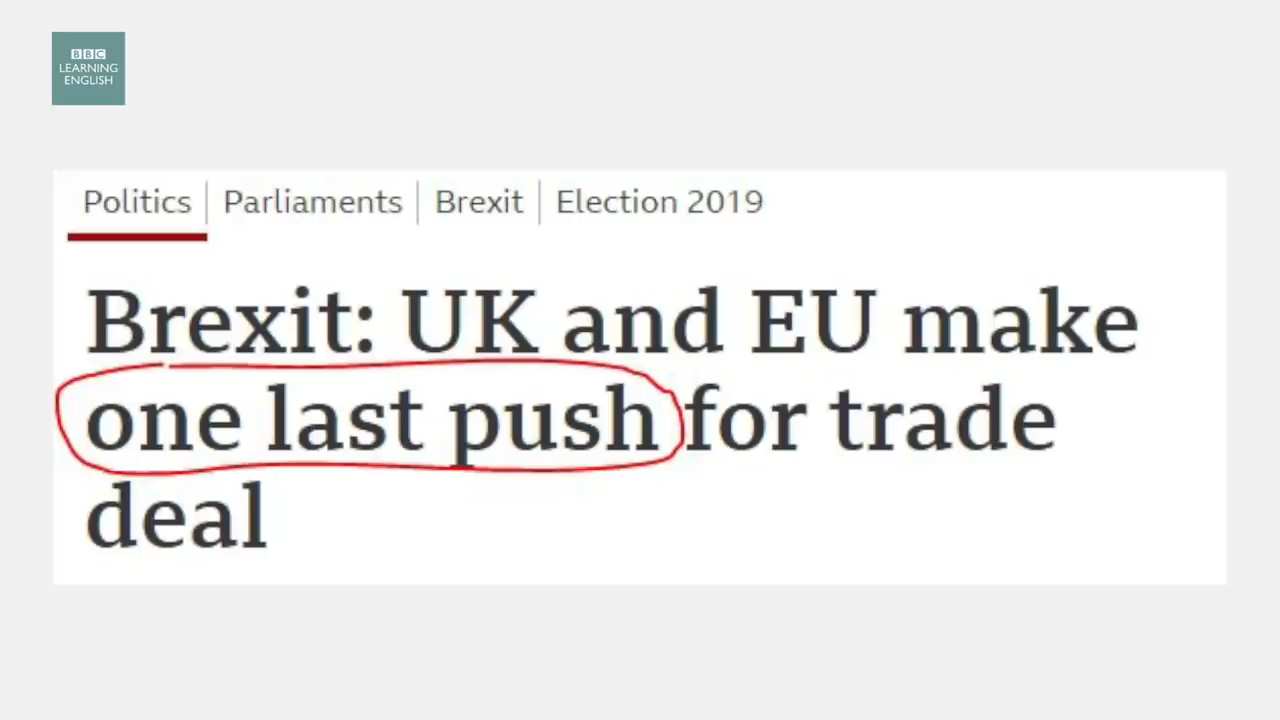 BBC
LEARNING
ENGLISH
Politics Parliaments Brexit Election 2019
Brexit: UK and EU make
one last push for trade
deal